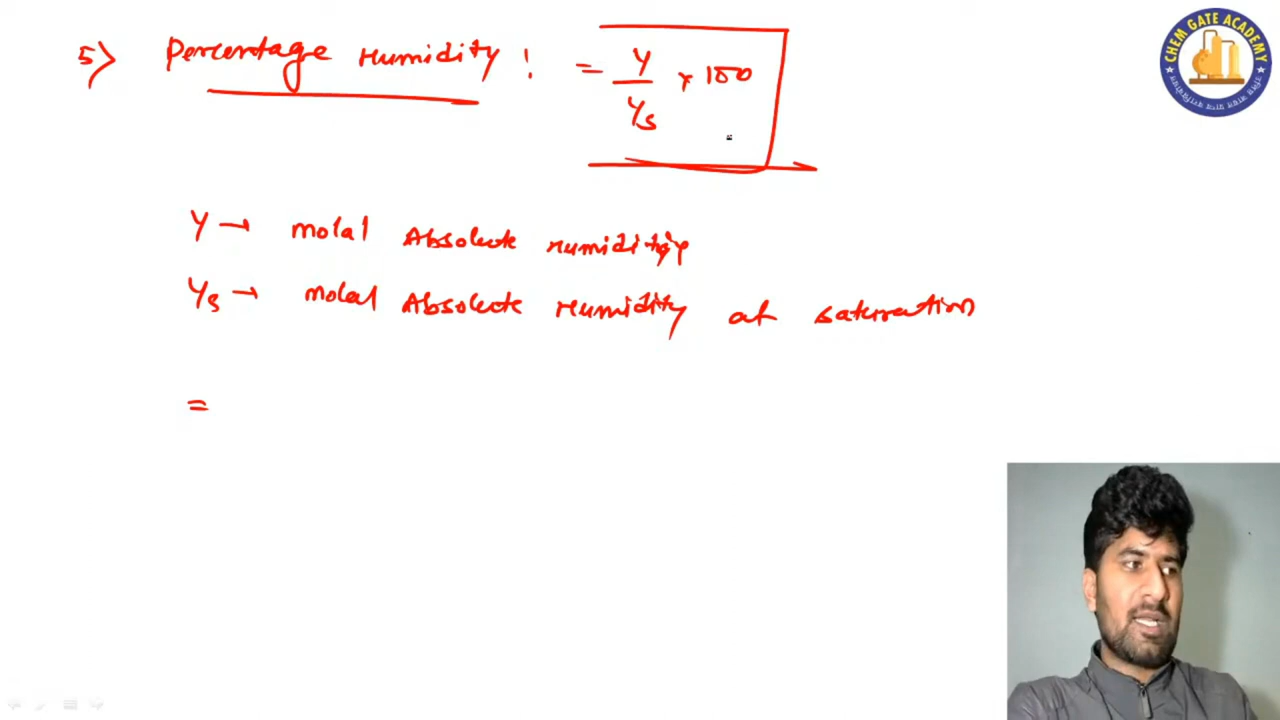 5) Percentage Humidity! = Y/Ys × 100
Y → molal Absolute Humidity
Ys → molal Absolute Humidity at saturation
=
CHEM GATE ACADEMY